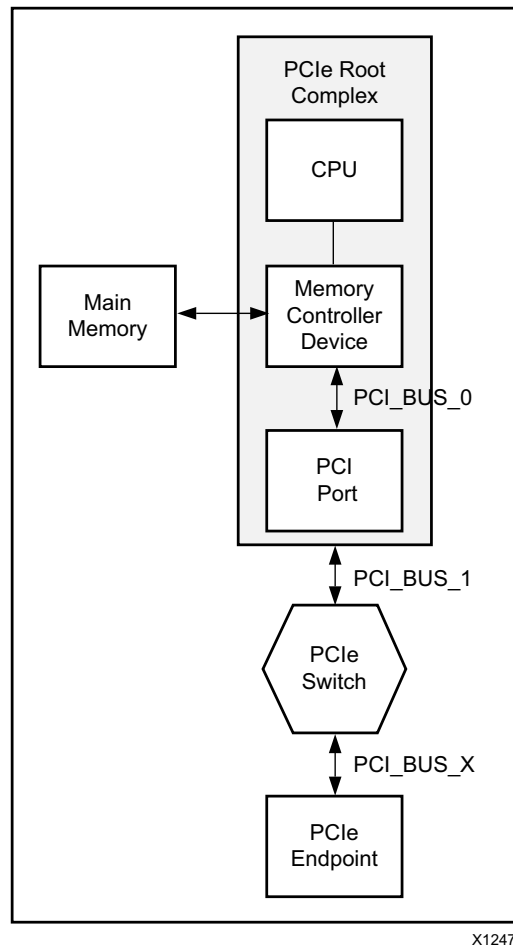 PCIe Root
Complex
CPU
Main
Memory
Memory
Controller
Device
PCI_BUS_0
PCI
Port
PCI_BUS_1
PCIe
Switch
PCI_BUS_X
PCIe
Endpoint
X1247